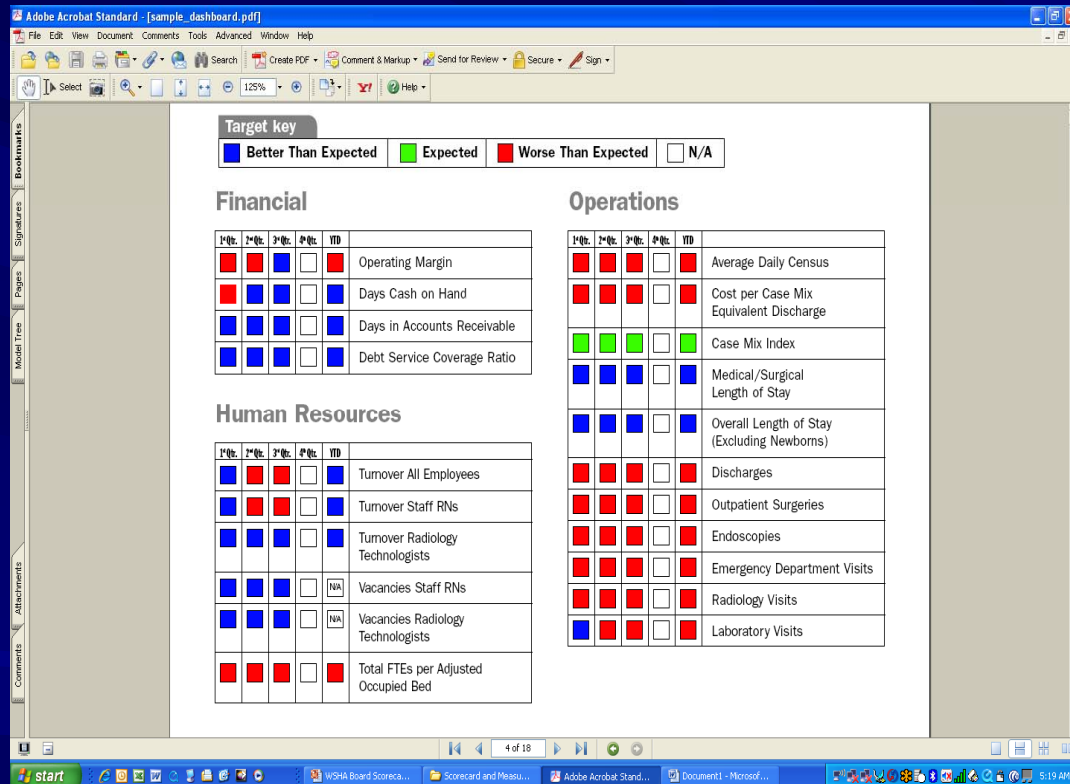 Adobe Acrobat Standard - [sample_dashboard.pdf]
File Edit View Document Comments Tools Advanced Window Help
Search Create PDF Comment & Markup Send for Review Secure Sign
Select 125% Y! Help
Bookmarks
Signatures
Pages
Model Tree
Attachments
Comments
Target key
Better Than Expected Expected Worse Than Expected N/A
Financial
1st Qtr. 2nd Qtr. 3rd Qtr. 4th Qtr. YTD
Operating Margin
Days Cash on Hand
Days in Accounts Receivable
Debt Service Coverage Ratio
Human Resources
1st Qtr. 2nd Qtr. 3rd Qtr. 4th Qtr. YTD
Turnover All Employees
Turnover Staff RNs
Turnover Radiology
Technologists
N/A Vacancies Staff RNs
N/A Vacancies Radiology
Technologists
Total FTEs per Adjusted
Occupied Bed
Operations
1st Qtr. 2nd Qtr. 3rd Qtr. 4th Qtr. YTD
Average Daily Census
Cost per Case Mix
Equivalent Discharge
Case Mix Index
Medical/Surgical
Length of Stay
Overall Length of Stay
(Excluding Newborns)
Discharges
Outpatient Surgeries
Endoscopies
Emergency Department Visits
Radiology Visits
Laboratory Visits
4 of 18
start WSHA Board Scoreca... Scorecard and Measu... Adobe Acrobat Stand... Document1 - Microsof... 5:19 AM